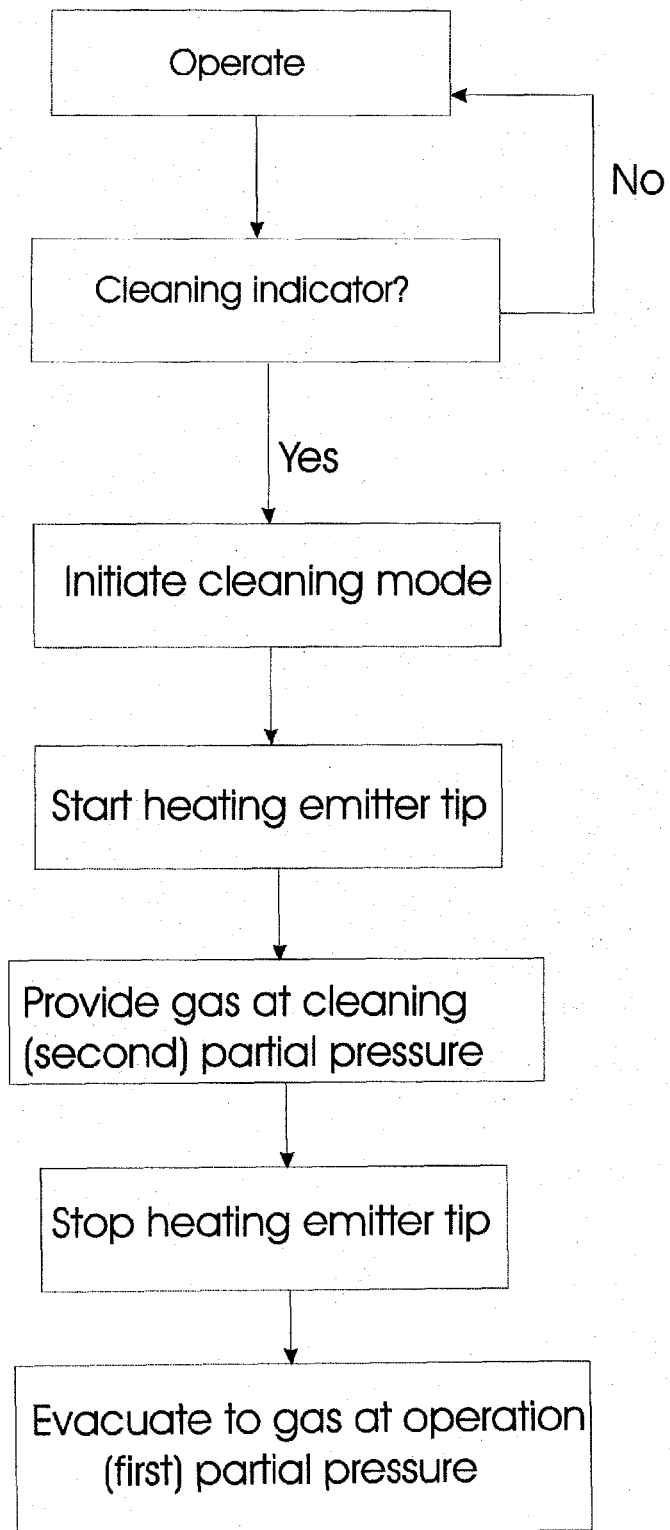 Operate
No
Cleaning indicator?
Yes
Initiate cleaning mode
Start heating emitter tip
Provide gas at cleaning
(second) partial pressure
Stop heating emitter tip
Evacuate to gas at operation
(first) partial pressure